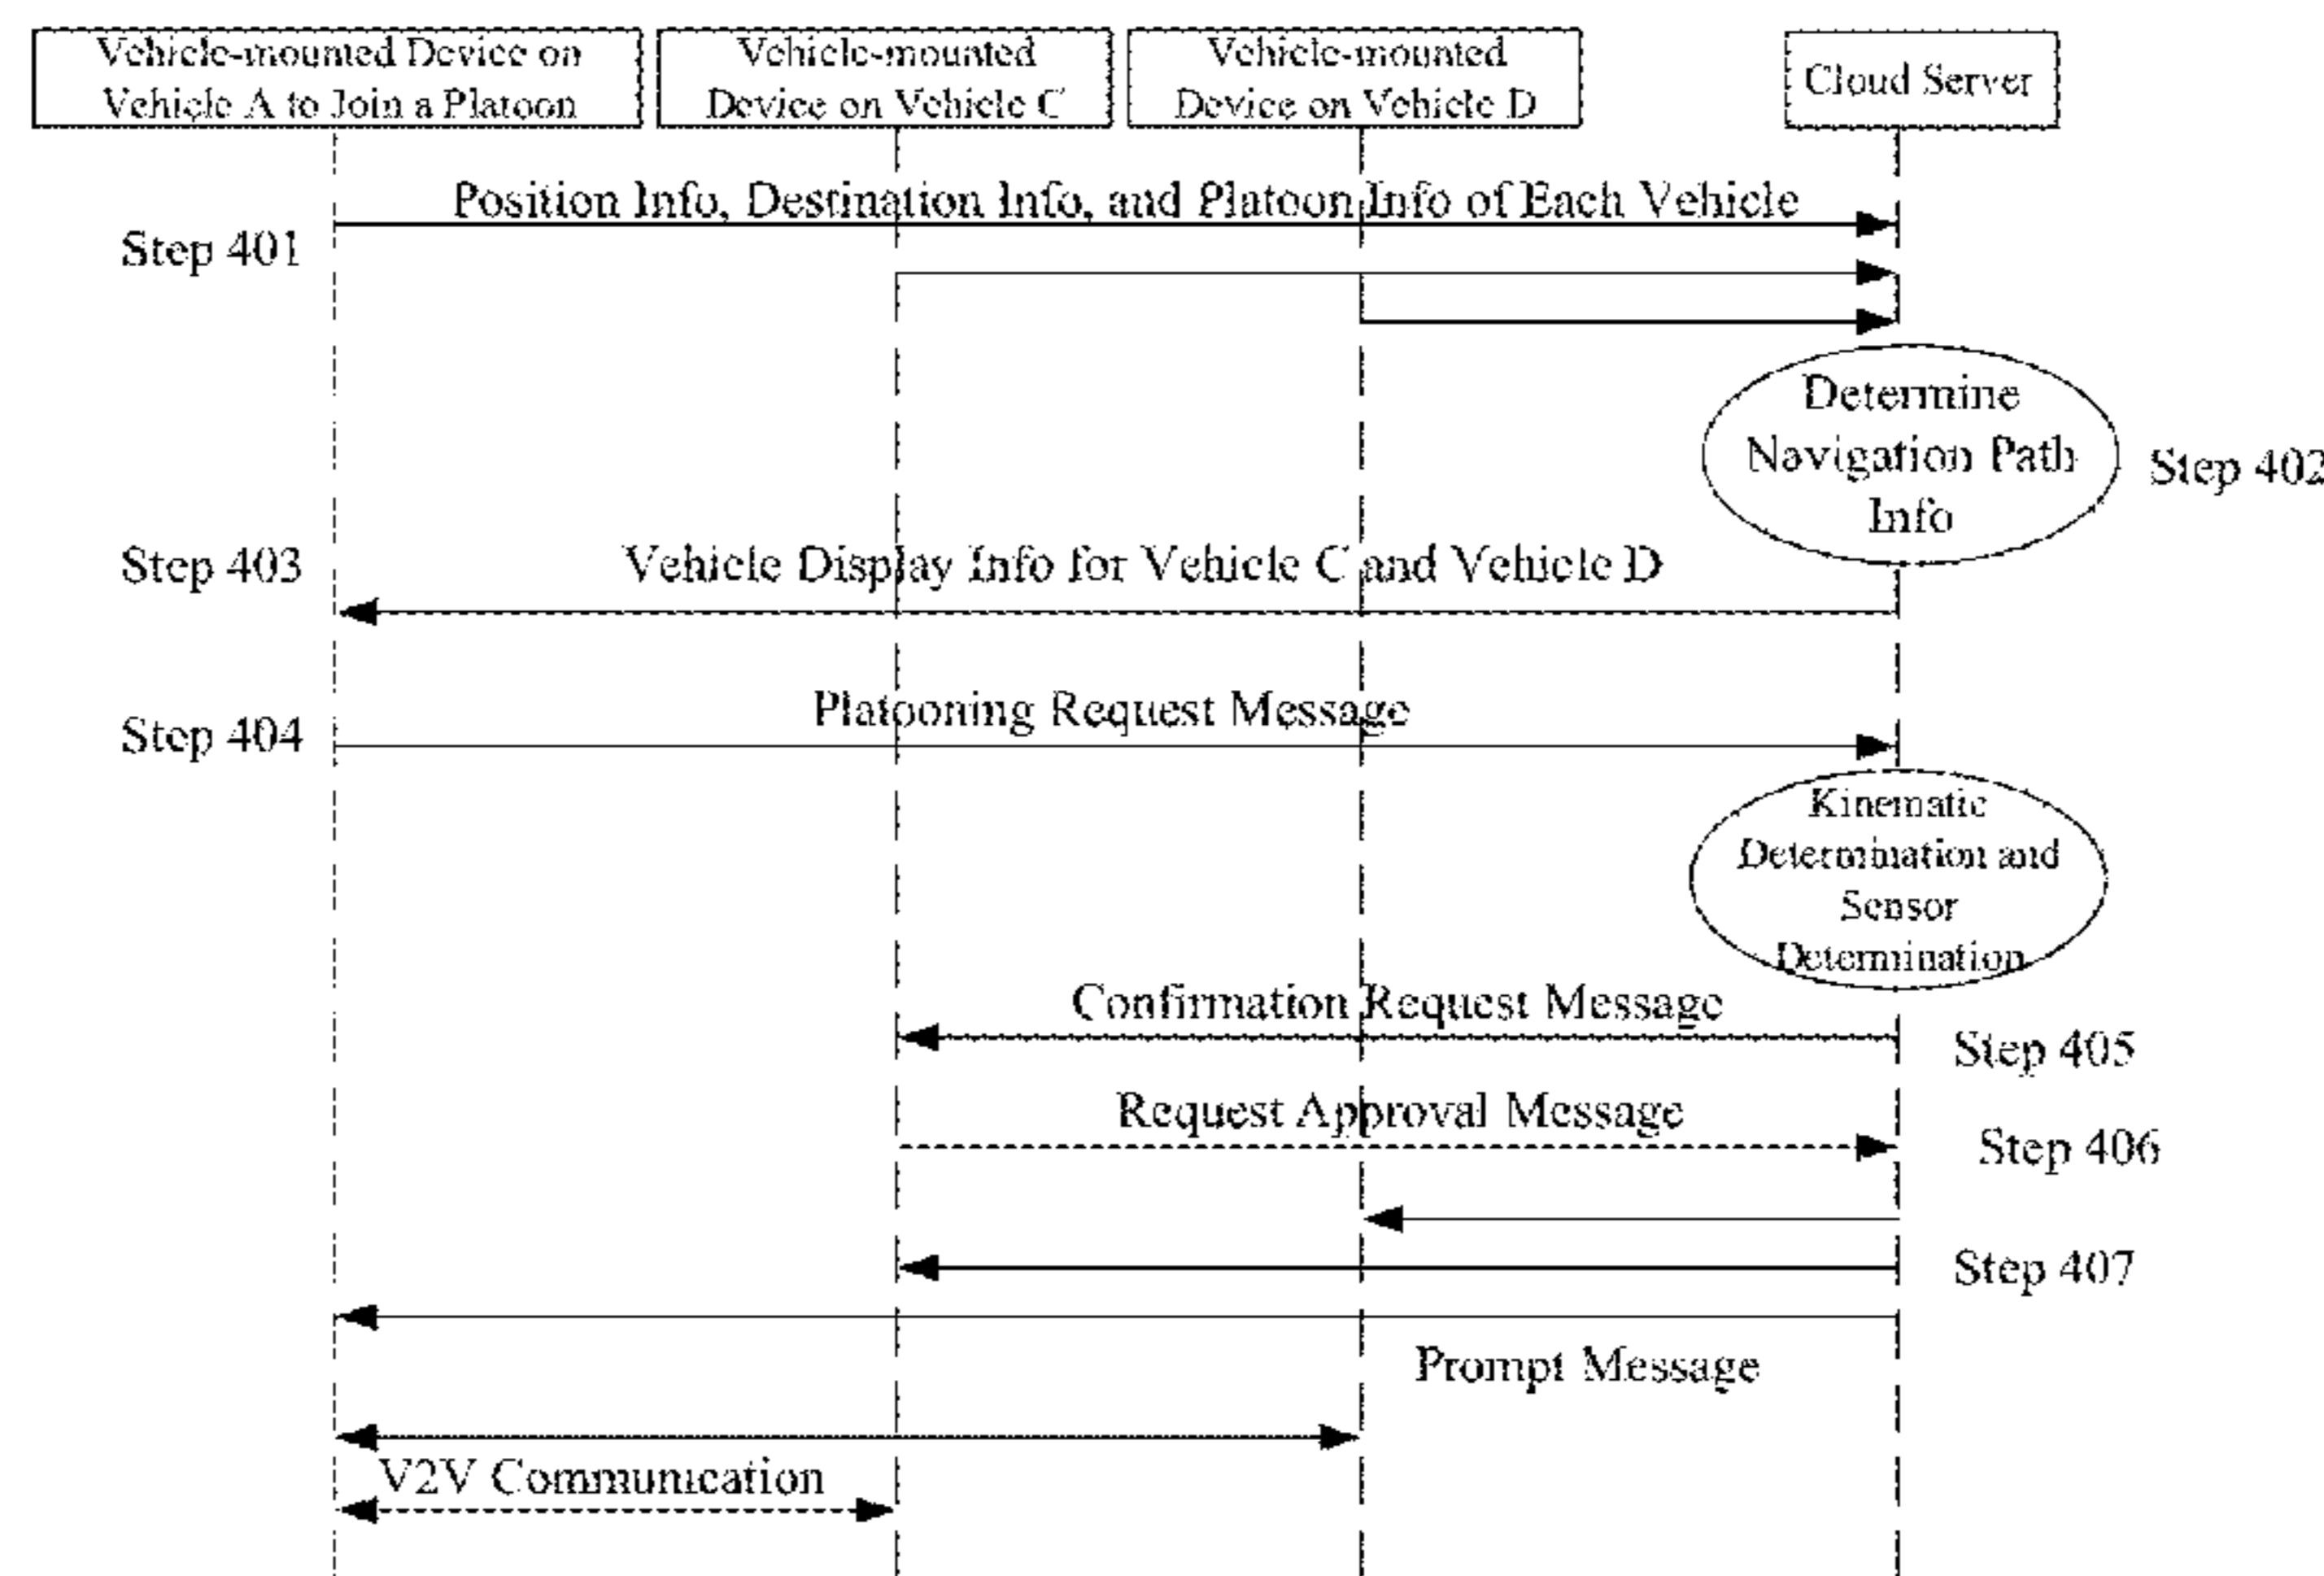 Vehicle-mounted Device on
Vehicle A to Join a Platoon
Vehicle-mounted
Device on Vehicle C
Vehicle-mounted
Device on Vehicle D
Cloud Server
Position Info, Destination Info, and Platoon Info of Each Vehicle
Step 401
Determine
Navigation Path
Info
Step 402
Step 403
Vehicle Display Info for Vehicle C and Vehicle D
Platooning Request Message
Step 404
Kinematic
Determination and
Sensor
Determination
Confirmation Request Message
Step 405
Request Approval Message
Step 406
Step 407
Prompt Message
V2V Communication